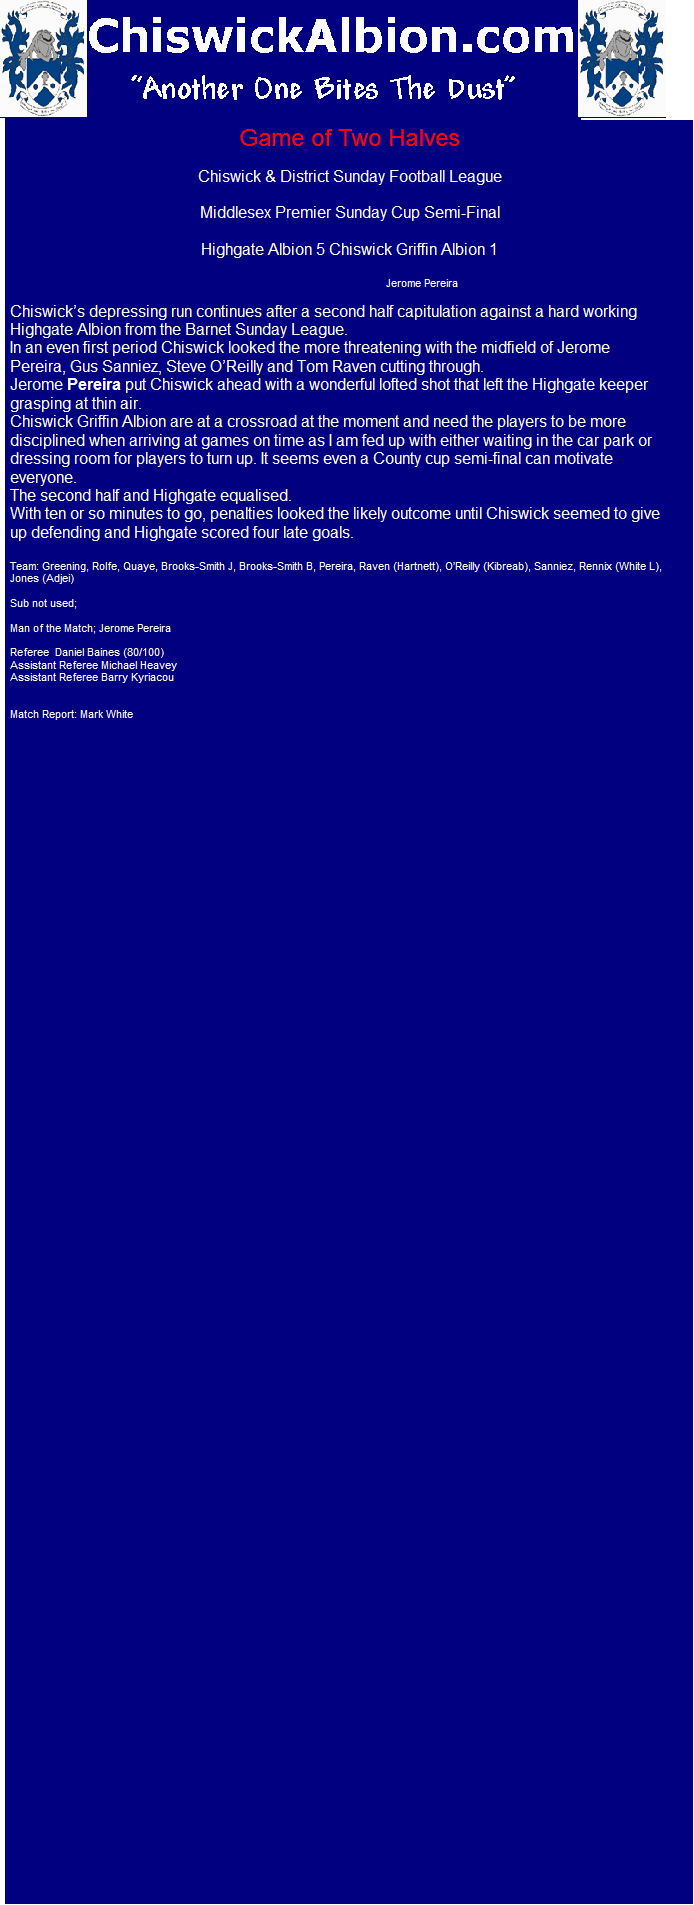 ChiswickAlbion.com
"Another One Bites The Dust"
Game of Two Halves
Chiswick & District Sunday Football League
Middlesex Premier Sunday Cup Semi-Final
Highgate Albion 5 Chiswick Griffin Albion 1
Jerome Pereira
Chiswick’s depressing run continues after a second half capitulation against a hard working
Highgate Albion from the Barnet Sunday League.
In an even first period Chiswick looked the more threatening with the midfield of Jerome
Pereira, Gus Sanniez, Steve O’Reilly and Tom Raven cutting through.
Jerome Pereira put Chiswick ahead with a wonderful lofted shot that left the Highgate keeper
grasping at thin air.
Chiswick Griffin Albion are at a crossroad at the moment and need the players to be more
disciplined when arriving at games on time as I am fed up with either waiting in the car park or
dressing room for players to turn up. It seems even a County cup semi-final can motivate
everyone.
The second half and Highgate equalised.
With ten or so minutes to go, penalties looked the likely outcome until Chiswick seemed to give
up defending and Highgate scored four late goals.
Team: Greening, Rolfe, Quaye, Brooks-Smith J, Brooks-Smith B, Pereira, Raven (Hartnett), O'Reilly (Kibreab), Sanniez, Rennix (White L),
Jones (Adjei)
Sub not used;
Man of the Match; Jerome Pereira
Referee  Daniel Baines (80/100)
Assistant Referee Michael Heavey
Assistant Referee Barry Kyriacou
Match Report: Mark White